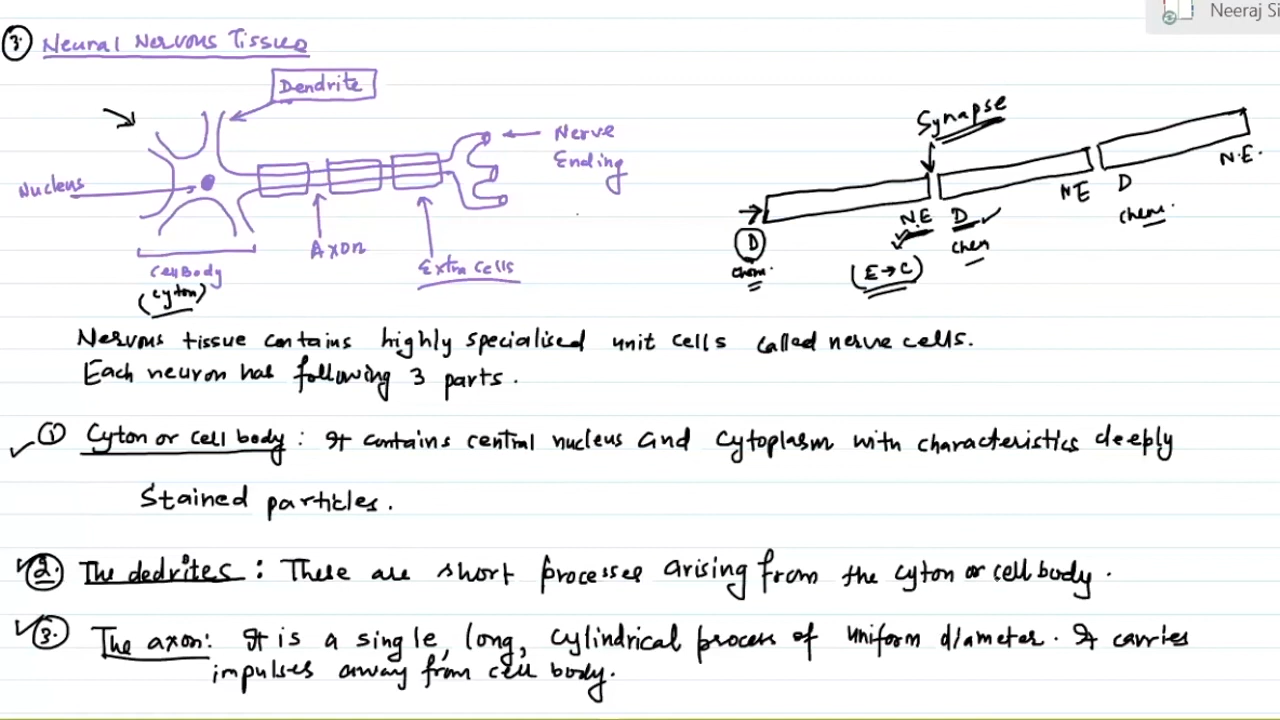 Neeraj Si
3. Neural Nervous Tissue
Dendrite
Nerve
Ending
Nucleus
Axon
Extra cells
Cell Body
(cyton)
Synapse
N.E.
N.E
D
N.E
D
chem.
D
chem.
chem
(E→C)
Nervous tissue contains highly specialised unit cells called nerve cells.
Each neuron has following 3 parts.
① Cyton or cell body : It contains central nucleus and cytoplasm with characteristics deeply
stained particles.
2. The dedrites : These are short processes arising from the cyton or cell body.
3. The axon: It is a single, long, cylindrical process of uniform diameter. It carries
impulses away from cell body.